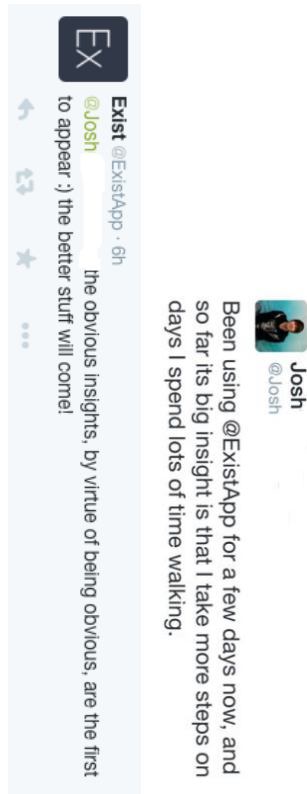 Josh
@Josh
Been using @ExistApp for a few days now, and
so far its big insight is that I take more steps on
days I spend lots of time walking.
EX
Exist @ExistApp · 6h
@Josh the obvious insights, by virtue of being obvious, are the first
to appear :) the better stuff will come!